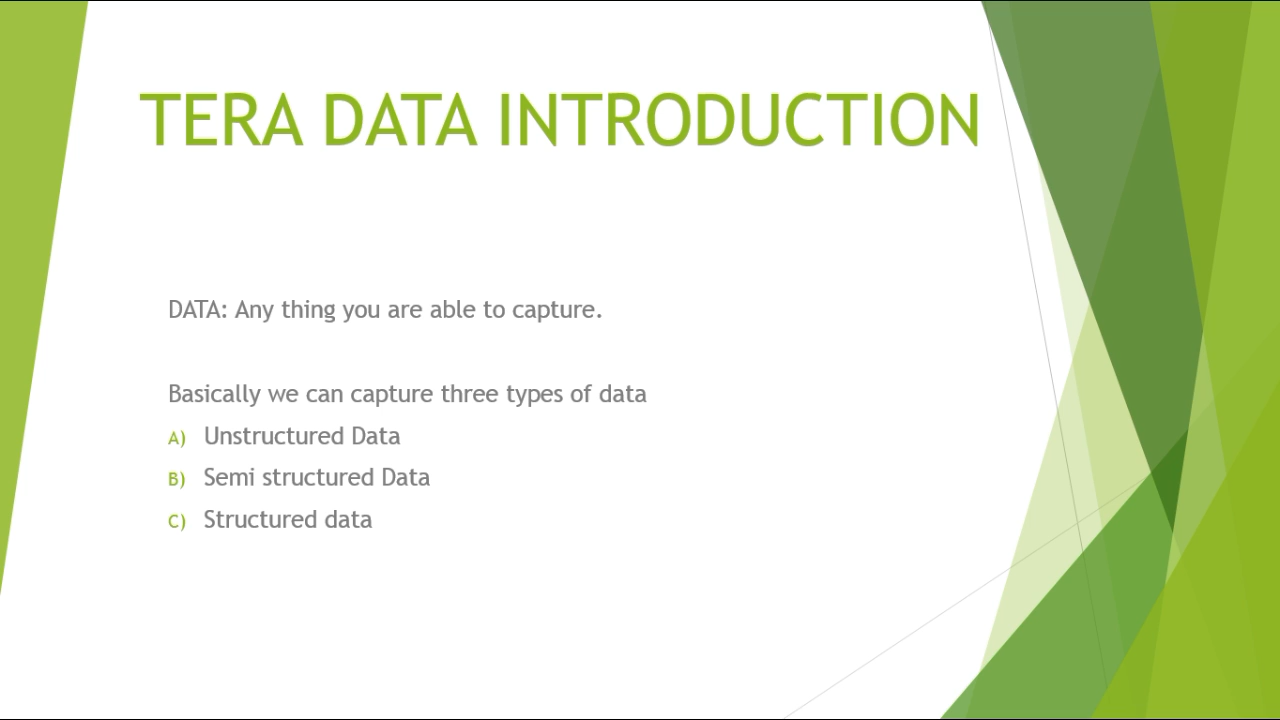 TERA DATA INTRODUCTION
DATA: Any thing you are able to capture.
Basically we can capture three types of data
A) Unstructured Data
B) Semi structured Data
C) Structured data